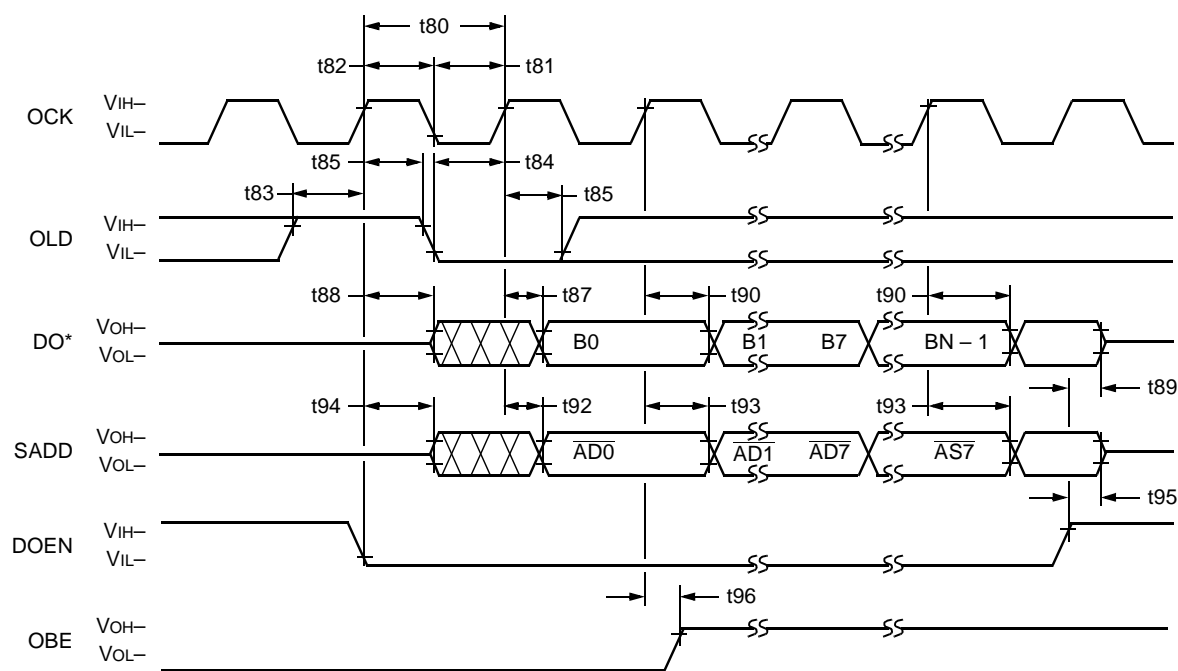 t80
t82
t81
OCK
VIH–
VIL–
t85
t84
t83
t85
OLD
VIH–
VIL–
t88
t87
t90
t90
DO*
VOH–
VOL–
B0
B1
B7
BN – 1
t89
t94
t92
t93
t93
SADD
VOH–
VOL–
AD0
AD1
AD7
AS7
t95
DOEN
VIH–
VIL–
t96
OBE
VOH–
VOL–